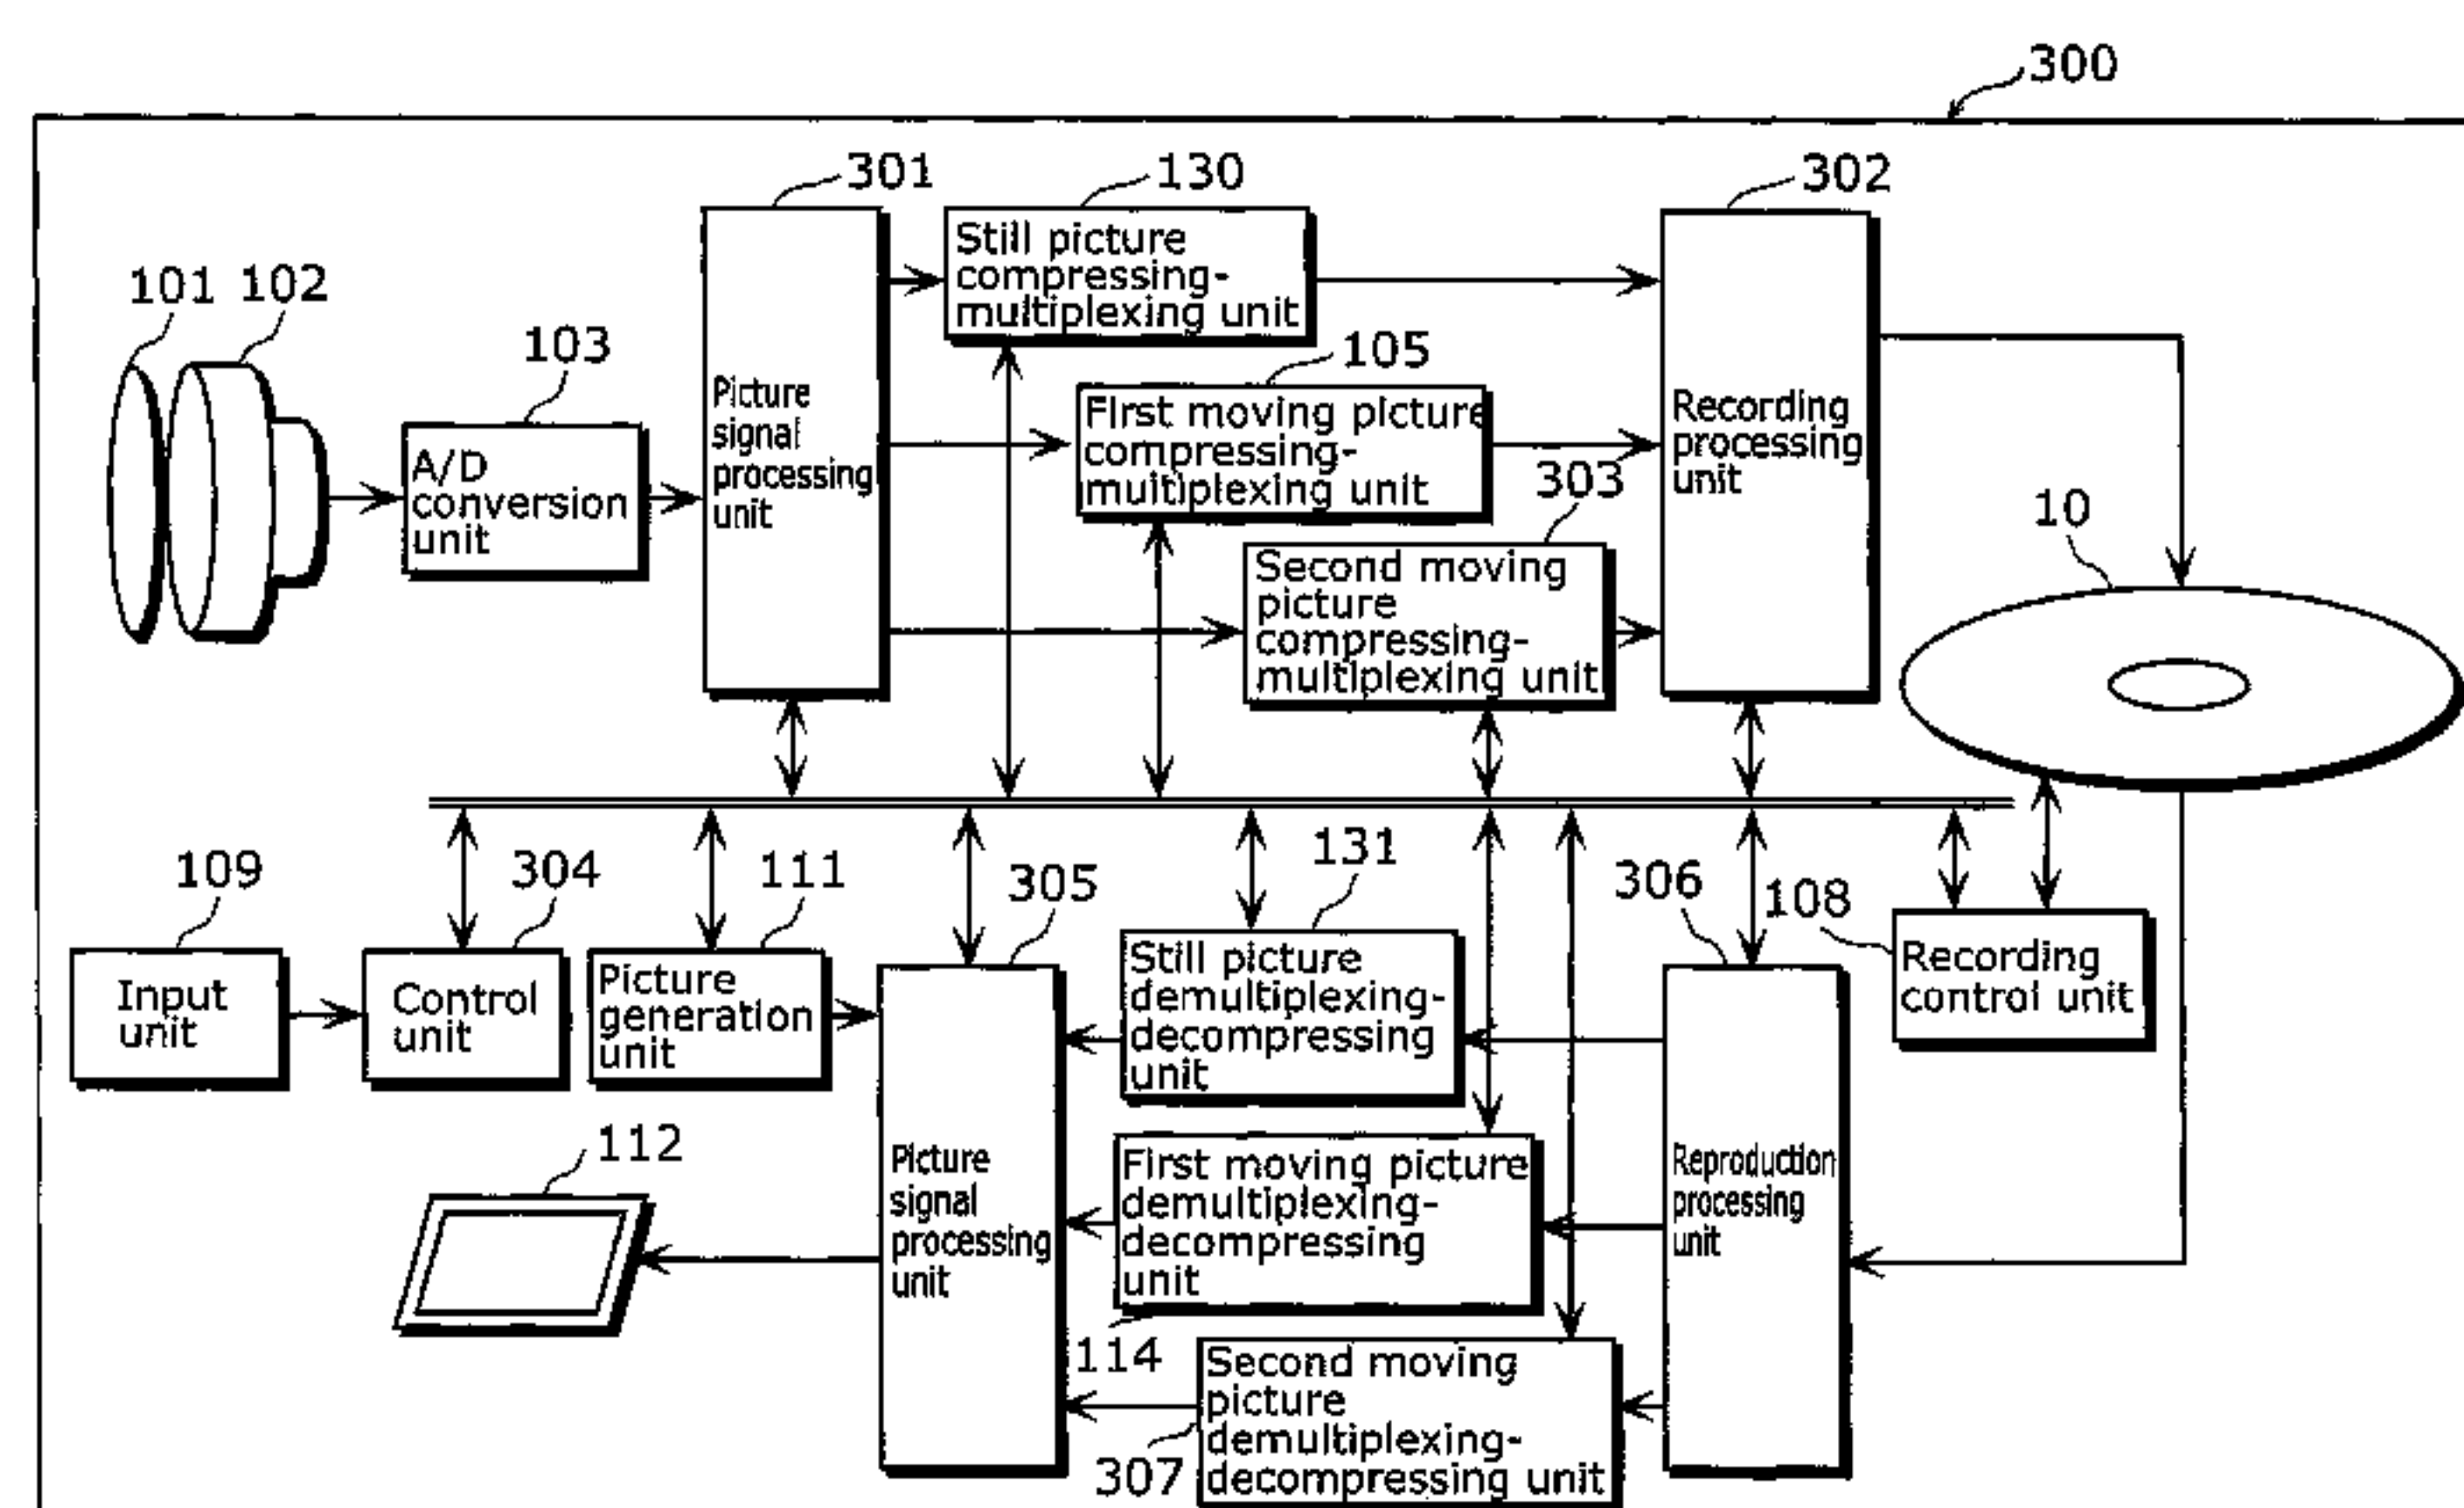 300
301
130
302
Still picture
compressing-
multiplexing unit
101
102
103
105
Picture
signal
processing
unit
First moving picture
compressing-
multiplexing unit
Recording
processing
unit
A/D
conversion
unit
303
10
Second moving
picture
compressing-
multiplexing unit
109
304
111
305
131
306
108
Input
unit
Control
unit
Picture
generation
unit
Still picture
demultiplexing-
decompressing
unit
Recording
control unit
112
Picture
signal
processing
unit
First moving picture
demultiplexing-
decompressing
unit
Reproduction
processing
unit
114
Second moving
picture
demultiplexing-
decompressing unit
307